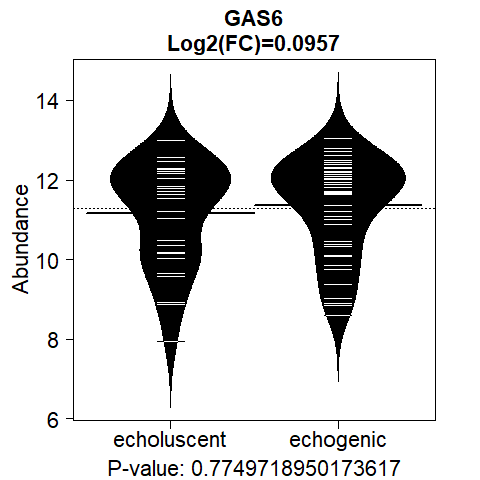 GAS6
Log2(FC)=0.0957
Abundance
14
12
10
8
6
echoluscent echogenic
P-value: 0.7749718950173617